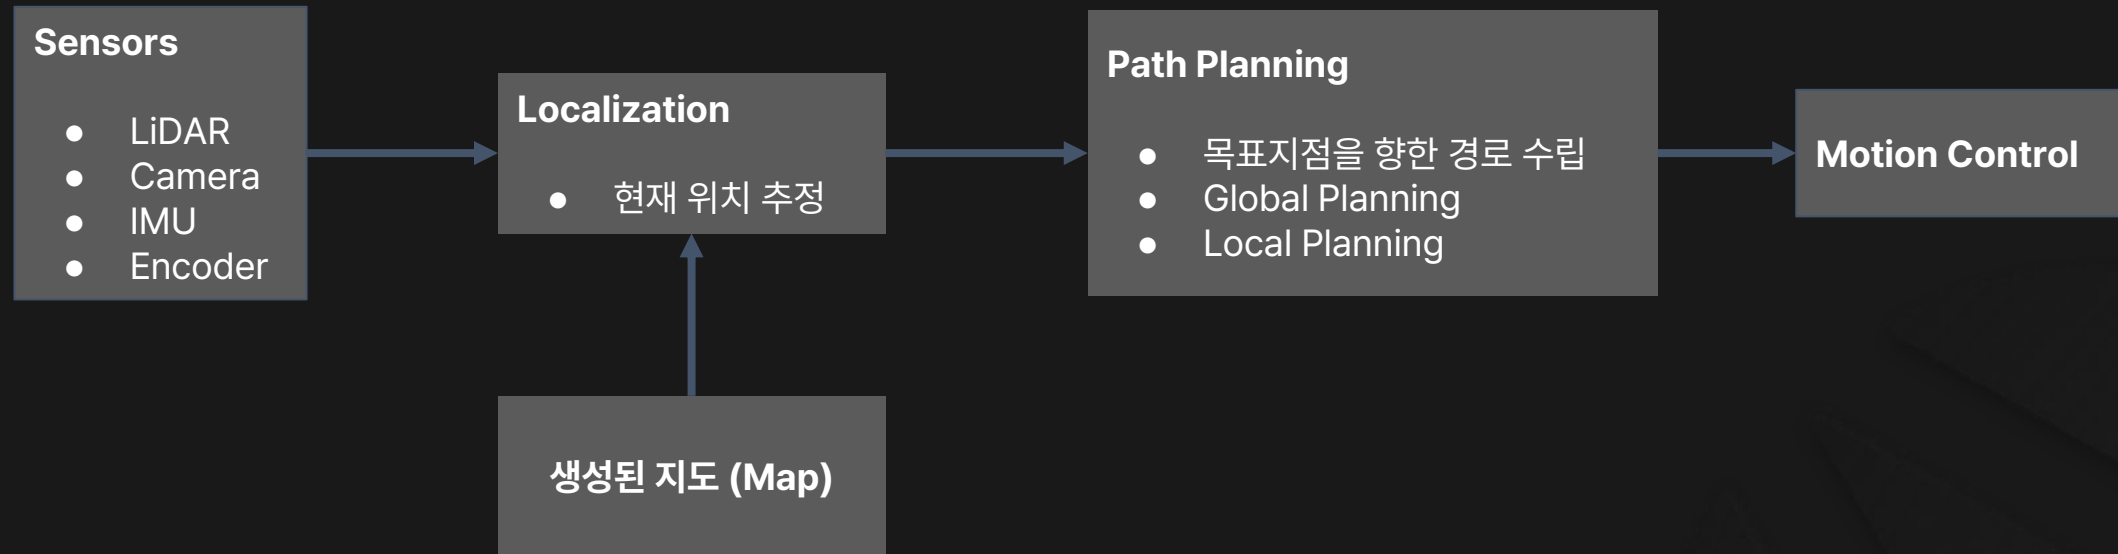 Sensors
● LiDAR
● Camera
● IMU
● Encoder
Localization
● 현재 위치 추정
생성된 지도 (Map)
Path Planning
● 목표지점을 향한 경로 수립
● Global Planning
● Local Planning
Motion Control